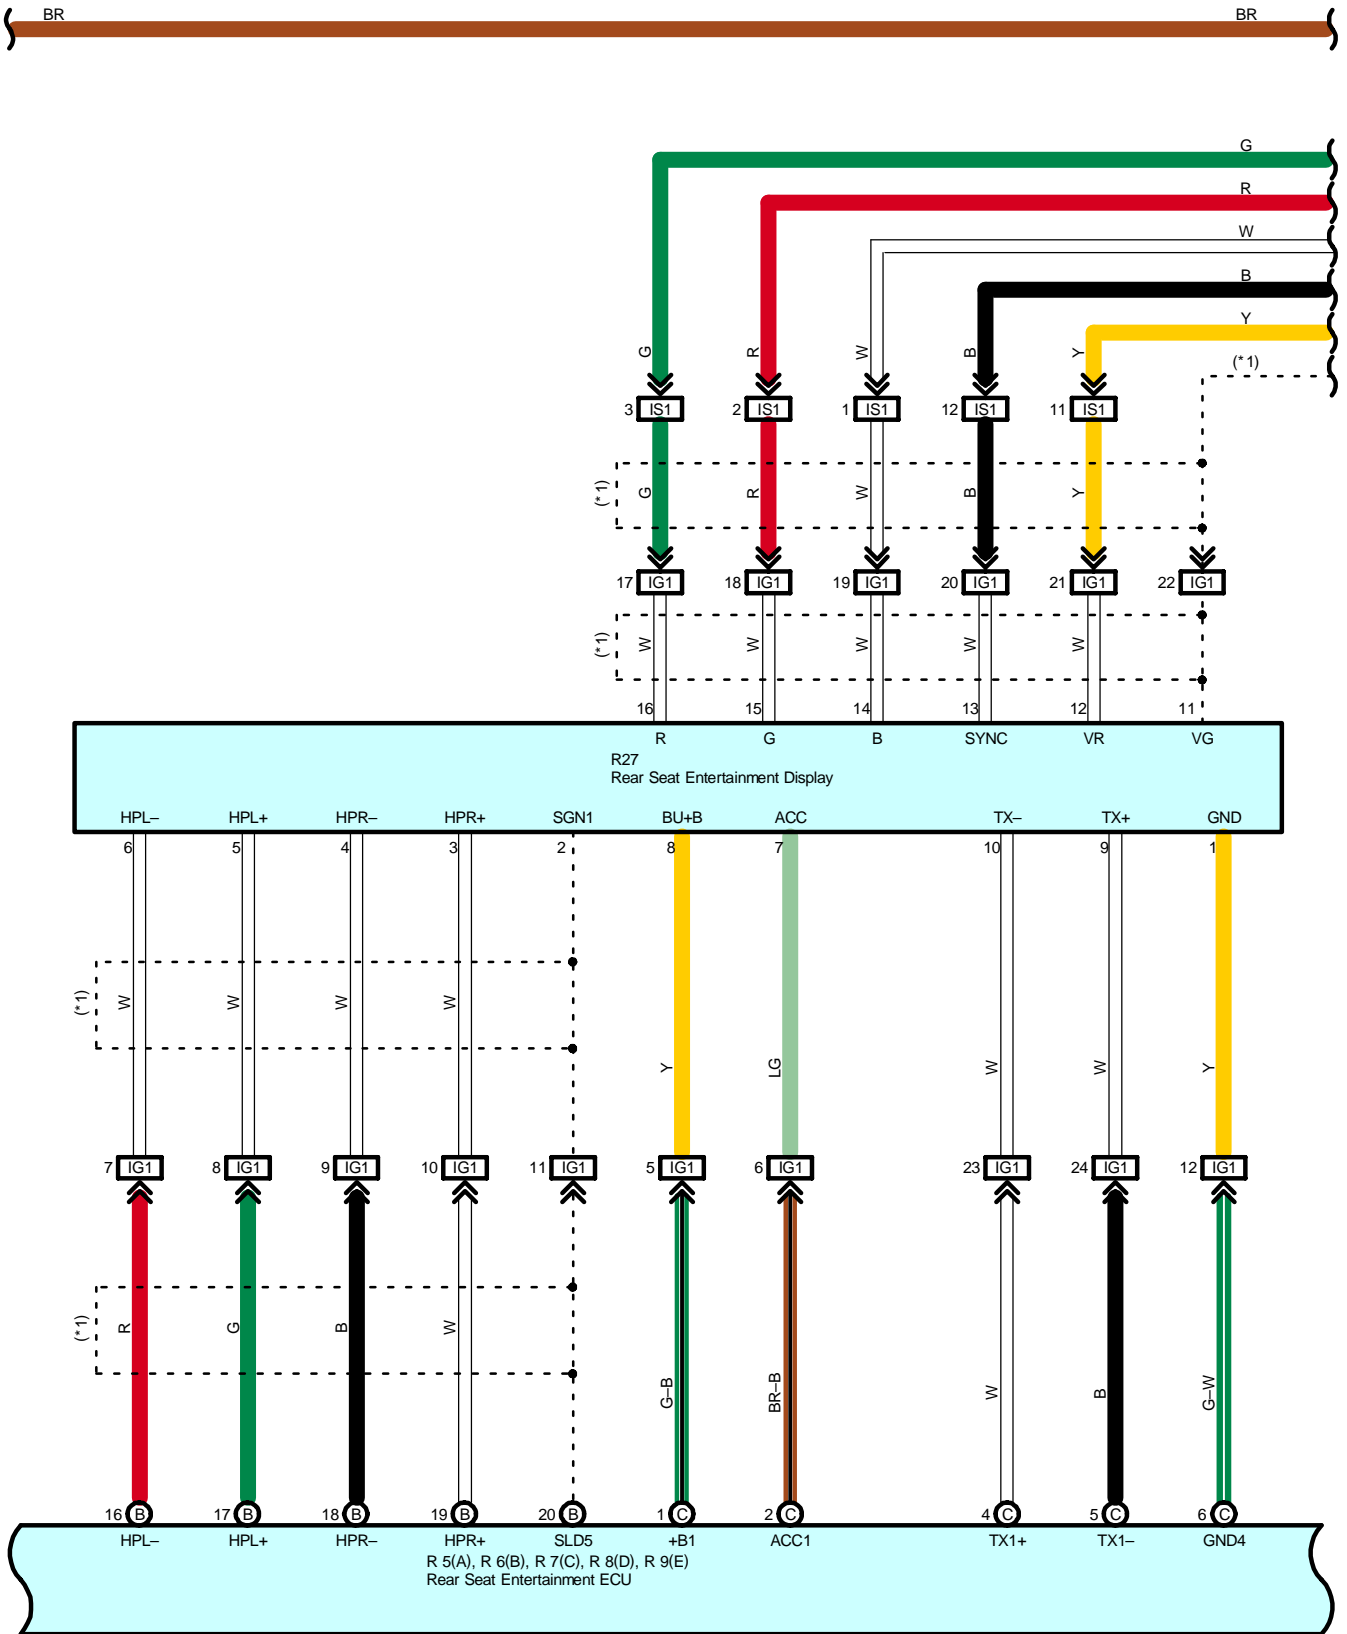 BR BR
G
R
W
B
Y
(*1)
G R W B Y
3 IS1 2 IS1 1 IS1 12 IS1 11 IS1
(*1) G R W B Y
17 IG1 18 IG1 19 IG1 20 IG1 21 IG1 22 IG1
(*1) W W W W W
16 15 14 13 12 11
R G B SYNC VR VG
R27
Rear Seat Entertainment Display
HPL– HPL+ HPR– HPR+ SGN1 BU+B ACC TX– TX+ GND
6 5 4 3 2 8 7 10 9 1
(*1) W W W W
Y LG W W Y
7 IG1 8 IG1 9 IG1 10 IG1 11 IG1 5 IG1 6 IG1 23 IG1 24 IG1 12 IG1
(*1) R G B W
G–B BR–B W B G–W
16 B 17 B 18 B 19 B 20 B 1 C 2 C 4 C 5 C 6 C
HPL– HPL+ HPR– HPR+ SLD5 +B1 ACC1 TX1+ TX1– GND4
R 5(A), R 6(B), R 7(C), R 8(D), R 9(E)
Rear Seat Entertainment ECU